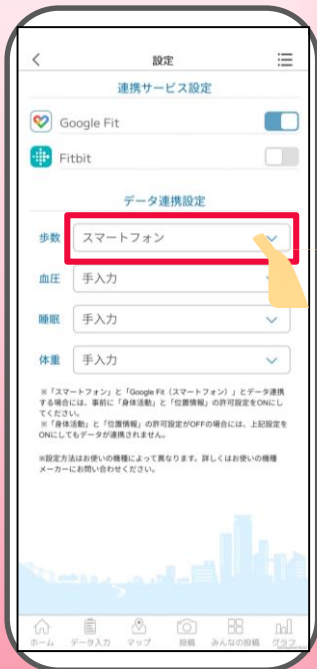 設定
連携サービス設定
Google Fit
Fitbit
データ連携設定
歩数 スマートフォン
血圧 手入力
睡眠 手入力
体重 手入力
※「スマートフォン」と「Google Fit（スマートフォン）」とデータ連携
する場合には、事前に「身体活動」と「位置情報」の許可設定をONにし
てください。
※「身体活動」と「位置情報」の許可設定がOFFの場合には、上記設定を
ONにしてもデータが連携されません。
※設定方法はお使いの機種によって異なります。詳しくはお使いの機種
メーカーにお問い合わせください。
ホーム データ入力 マップ 投稿 みんなの投稿 グラフ